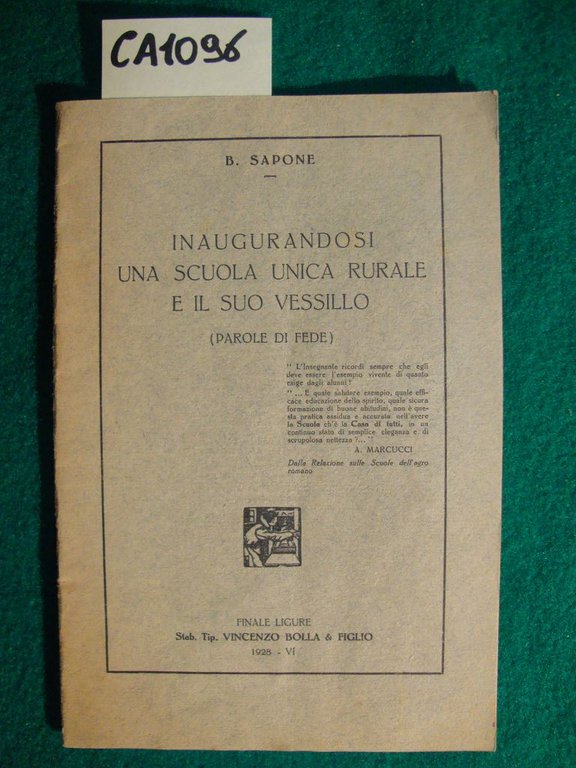 CA1096
B. SAPONE
INAUGURANDOSI
UNA SCUOLA UNICA RURALE
E IL SUO VESSILLO
(PAROLE DI FEDE)
" L'Insegnante ricordi sempre che egli
deve essere l'esempio vivente di quanto
esige dagli alunni!
" ... E quale salutare esempio, quale effi-
cace educazione dello spirito, quale sicura
formazione di buone abitudini, non è que-
sta pratica assidua e accurata nell'avere
la Scuola ch'è la Casa di tutti, in un
continuo stato di semplice eleganza e di
scrupolosa nettezza ?... "
A. MARCUCCI
Dalla Relazione sulle Scuole dell'agro
romano
FINALE LIGURE
Stab. Tip. VINCENZO BOLLA & FIGLIO
1928 - VI